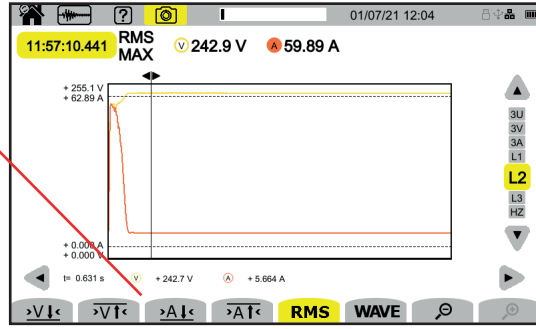 ? 01/07/21 12:04
11:57:10.441 RMS MAX V 242.9 V A 59.89 A
+ 255.1 V
+ 62.89 A
3U
3V
3A
L1
L2
L3
HZ
+ 0.000 A
+ 0.000 V
t= 0.631 s V + 242.7 V A + 5.664 A
>V↓< >V↑< >A↓< >A↑< RMS WAVE